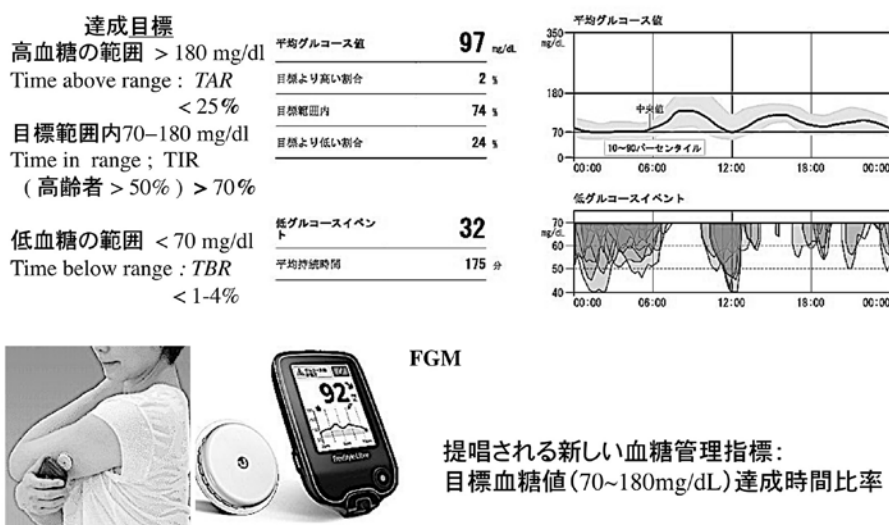 達成目標
高血糖の範囲 > 180 mg/dl
Time above range : TAR
< 25%
目標範囲内70–180 mg/dl
Time in range ; TIR
( 高齢者 > 50% ) > 70%
低血糖の範囲 < 70 mg/dl
Time below range : TBR
< 1-4%
平均グルコース値 97 mg/dL
目標より高い割合 2 %
目標範囲内 74 %
目標より低い割合 24 %
低グルコースイベン
ト 32
平均持続時間 175 分
平均グルコース値
350
mg/dL
180
中央値
70
10~90パーセンタイル
0
00:00 06:00 12:00 18:00 00:00
低グルコースイベント
70
mg/dL
60
50
40
00:00 06:00 12:00 18:00 00:00
FGM
92
FreeStyle Libre
提唱される新しい血糖管理指標:
目標血糖値(70~180mg/dL)達成時間比率